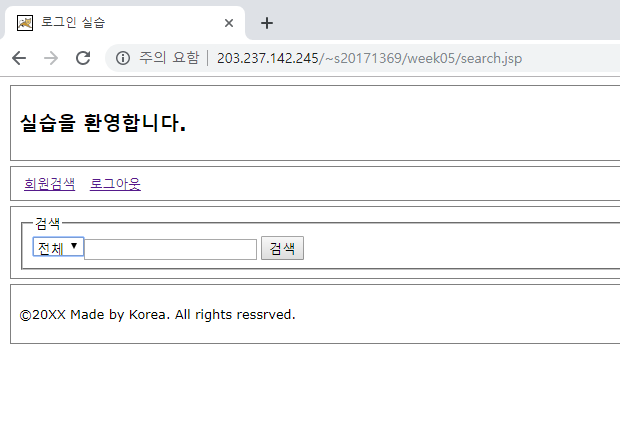 로그인 실습
주의 요함 | 203.237.142.245/~s20171369/week05/search.jsp
실습을 환영합니다.
회원검색 로그아웃
검색
전체 검색
©20XX Made by Korea. All rights ressrved.